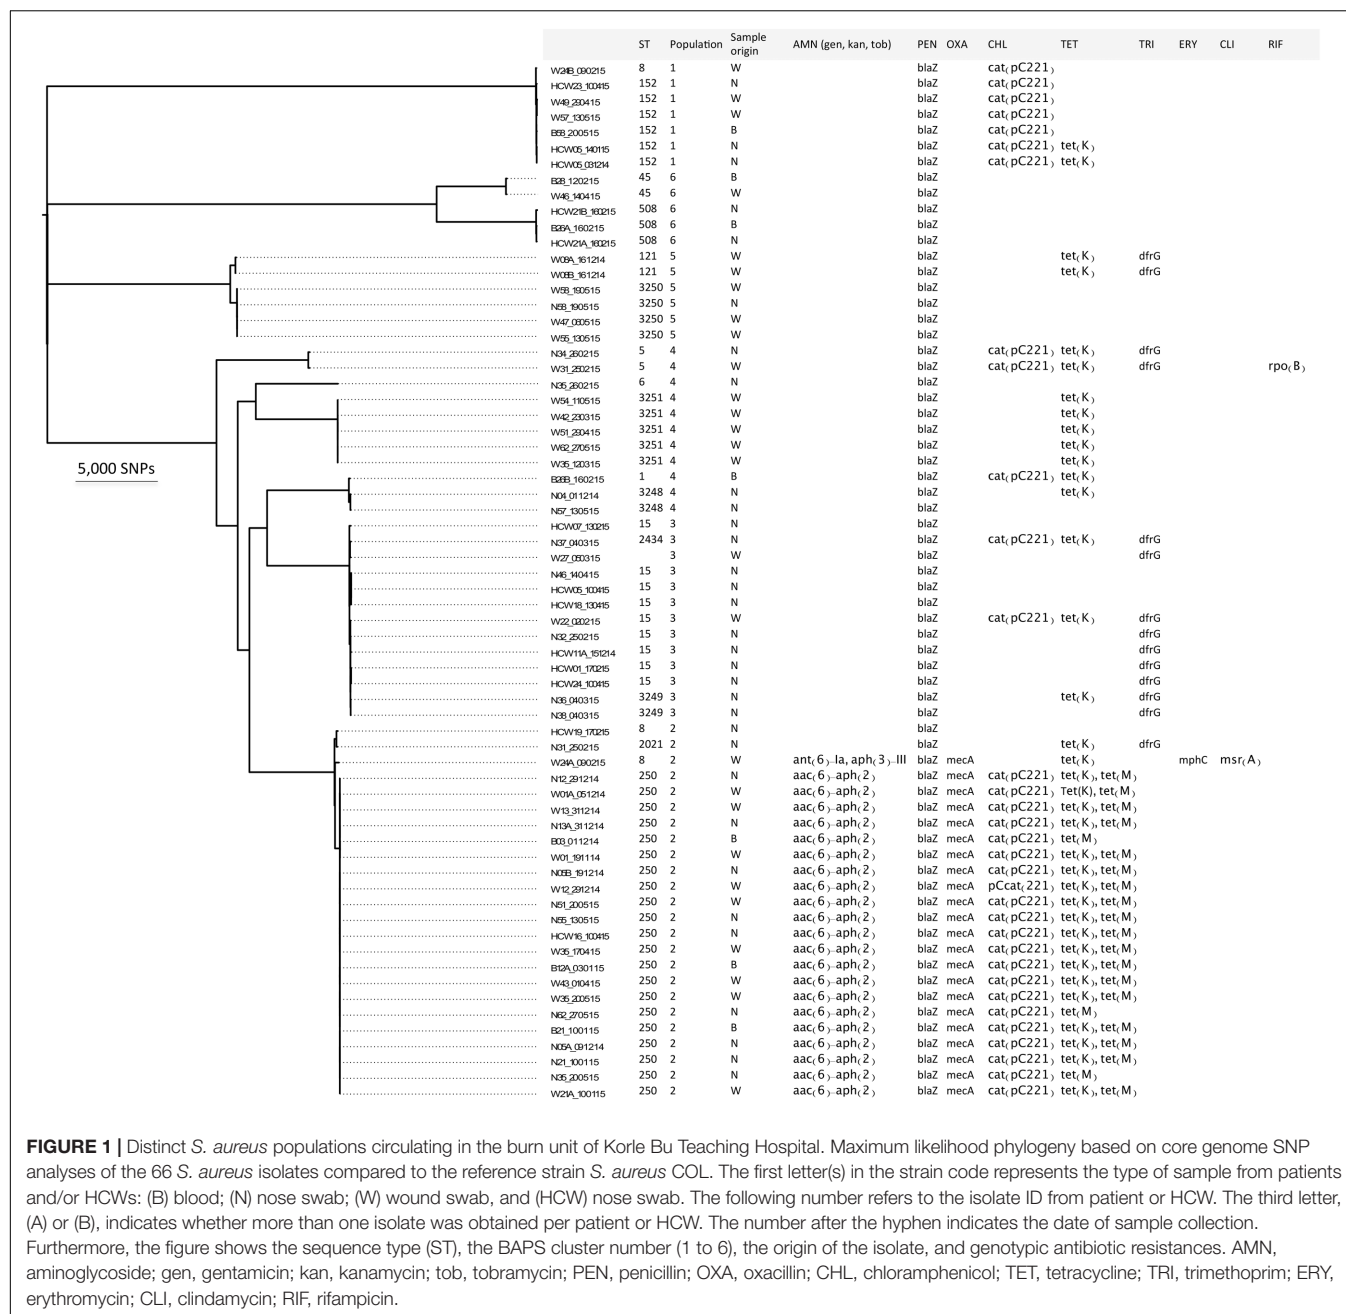 ST Population Sample origin AMN (gen, kan, tob) PEN OXA CHL TET TRI ERY CLI RIF
W24B_090215 8 1 W blaZ cat(pC221)
HCW23_100415 152 1 N blaZ cat(pC221)
W49_290415 152 1 W blaZ cat(pC221)
W57_130515 152 1 W blaZ cat(pC221)
B58_200515 152 1 B blaZ cat(pC221)
HCW05_140115 152 1 N blaZ cat(pC221) tet(K)
HCW05_031214 152 1 N blaZ cat(pC221) tet(K)
B28_120215 45 6 B blaZ
W46_140415 45 6 W blaZ
HCW21B_160215 508 6 N blaZ
B26A_160215 508 6 B blaZ
HCW21A_160215 508 6 N blaZ
W08A_161214 121 5 W blaZ tet(K) dfrG
W08B_161214 121 5 W blaZ tet(K) dfrG
W58_190515 3250 5 W blaZ
N58_190515 3250 5 N blaZ
W47_080515 3250 5 W blaZ
W55_130515 3250 5 W blaZ
N34_260215 5 4 N blaZ cat(pC221) tet(K) dfrG
W31_250215 5 4 W blaZ cat(pC221) tet(K) dfrG rpo(B)
N35_260215 6 4 N blaZ
W54_110515 3251 4 W blaZ tet(K)
W42_230315 3251 4 W blaZ tet(K)
W51_290415 3251 4 W blaZ tet(K)
5,000 SNPs
W62_270515 3251 4 W blaZ tet(K)
W35_120315 3251 4 W blaZ tet(K)
B26B_160215 1 4 B blaZ cat(pC221) tet(K)
N04_011214 3248 4 N blaZ tet(K)
N57_130515 3248 4 N blaZ
HCW07_130215 15 3 N blaZ
N37_040315 2434 3 N blaZ cat(pC221) tet(K) dfrG
W27_050315 3 W blaZ dfrG
N46_140415 15 3 N blaZ
HCW05_100415 15 3 N blaZ
HCW18_130415 15 3 N blaZ
W22_020215 15 3 W blaZ cat(pC221) tet(K) dfrG
N32_250215 15 3 N blaZ dfrG
HCW11A_151214 15 3 N blaZ dfrG
HCW01_170215 15 3 N blaZ dfrG
HCW24_100415 15 3 N blaZ dfrG
N36_040315 3249 3 N blaZ tet(K) dfrG
N38_040315 3249 3 N blaZ dfrG
HCW19_170215 8 2 N blaZ
N31_250215 2021 2 N blaZ tet(K) dfrG
W24A_090215 8 2 W ant(6)-Ia, aph(3)-III blaZ mecA tet(K) mphC msr(A)
N12_291214 250 2 N aac(6)-aph(2) blaZ mecA cat(pC221) tet(K), tet(M)
W01A_051214 250 2 W aac(6)-aph(2) blaZ mecA cat(pC221) Tet(K), tet(M)
W13_311214 250 2 W aac(6)-aph(2) blaZ mecA cat(pC221) tet(K), tet(M)
N13A_311214 250 2 N aac(6)-aph(2) blaZ mecA cat(pC221) tet(K), tet(M)
B03_011214 250 2 B aac(6)-aph(2) blaZ mecA cat(pC221) tet(M)
W01_191114 250 2 W aac(6)-aph(2) blaZ mecA cat(pC221) tet(K), tet(M)
N05B_191214 250 2 N aac(6)-aph(2) blaZ mecA cat(pC221) tet(K), tet(M)
W12_291214 250 2 W aac(6)-aph(2) blaZ mecA pCcat(221) tet(K), tet(M)
N51_200515 250 2 W aac(6)-aph(2) blaZ mecA cat(pC221) tet(K), tet(M)
N55_130515 250 2 N aac(6)-aph(2) blaZ mecA cat(pC221) tet(K), tet(M)
HCW16_100415 250 2 N aac(6)-aph(2) blaZ mecA cat(pC221) tet(K), tet(M)
W35_170415 250 2 W aac(6)-aph(2) blaZ mecA cat(pC221) tet(K), tet(M)
B12A_030115 250 2 B aac(6)-aph(2) blaZ mecA cat(pC221) tet(K), tet(M)
W43_010415 250 2 W aac(6)-aph(2) blaZ mecA cat(pC221) tet(K), tet(M)
W35_200515 250 2 W aac(6)-aph(2) blaZ mecA cat(pC221) tet(K), tet(M)
N62_270515 250 2 N aac(6)-aph(2) blaZ mecA cat(pC221) tet(M)
B21_100115 250 2 B aac(6)-aph(2) blaZ mecA cat(pC221) tet(K), tet(M)
N05A_091214 250 2 N aac(6)-aph(2) blaZ mecA cat(pC221) tet(K), tet(M)
N21_100115 250 2 N aac(6)-aph(2) blaZ mecA cat(pC221) tet(K), tet(M)
N35_200515 250 2 N aac(6)-aph(2) blaZ mecA cat(pC221) tet(M)
W21A_100115 250 2 W aac(6)-aph(2) blaZ mecA cat(pC221) tet(K), tet(M)
FIGURE 1 | Distinct S. aureus populations circulating in the burn unit of Korle Bu Teaching Hospital. Maximum likelihood phylogeny based on core genome SNP
analyses of the 66 S. aureus isolates compared to the reference strain S. aureus COL. The first letter(s) in the strain code represents the type of sample from patients
and/or HCWs: (B) blood; (N) nose swab; (W) wound swab, and (HCW) nose swab. The following number refers to the isolate ID from patient or HCW. The third letter,
(A) or (B), indicates whether more than one isolate was obtained per patient or HCW. The number after the hyphen indicates the date of sample collection.
Furthermore, the figure shows the sequence type (ST), the BAPS cluster number (1 to 6), the origin of the isolate, and genotypic antibiotic resistances. AMN,
aminoglycoside; gen, gentamicin; kan, kanamycin; tob, tobramycin; PEN, penicillin; OXA, oxacillin; CHL, chloramphenicol; TET, tetracycline; TRI, trimethoprim; ERY,
erythromycin; CLI, clindamycin; RIF, rifampicin.